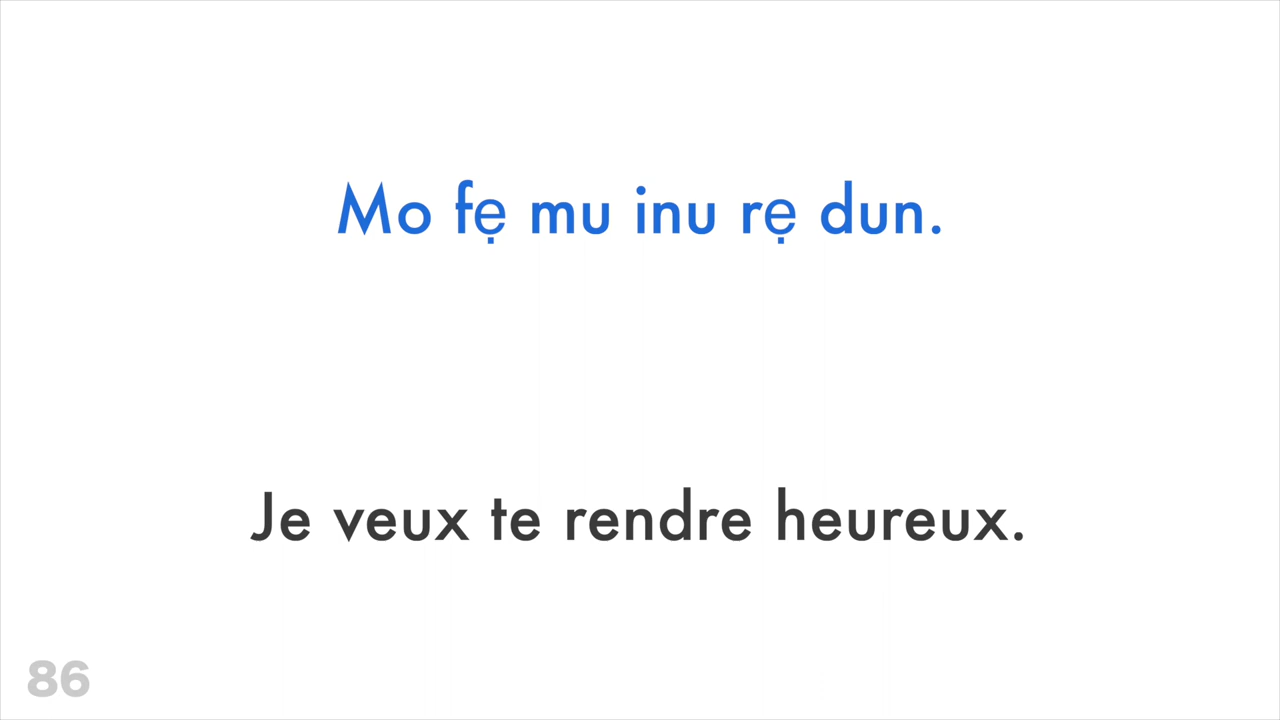 Mo fẹ mu inu rẹ dun.
Je veux te rendre heureux.
86